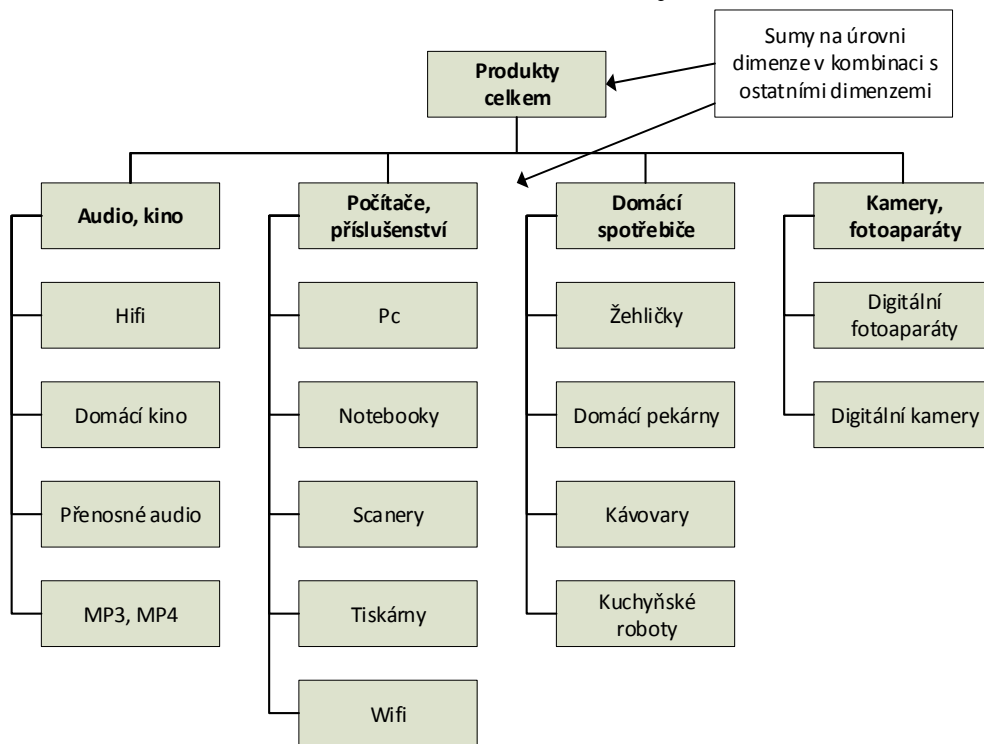 Sumy na úrovni
dimenze v kombinaci s
ostatními dimenzemi
Produkty
celkem
Audio, kino
Počítače,
příslušenství
Domácí
spotřebiče
Kamery,
fotoaparáty
Hifi
Pc
Žehličky
Digitální
fotoaparáty
Domácí kino
Notebooky
Domácí pekárny
Digitální kamery
Přenosné audio
Scanery
Kávovary
MP3, MP4
Tiskárny
Kuchyňské
roboty
Wifi